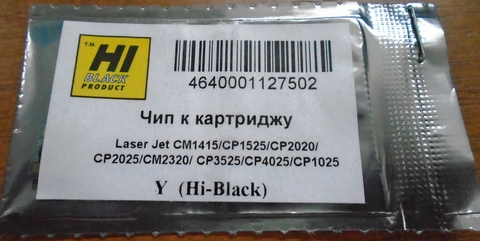 T.M.
HI
BLACK
PRODUCT
4640001127502
Чип к картриджу
Laser Jet CM1415/CP1525/CP2020/
CP2025/CM2320/ CP3525/CP4025/CP1025
Y (Hi-Black)